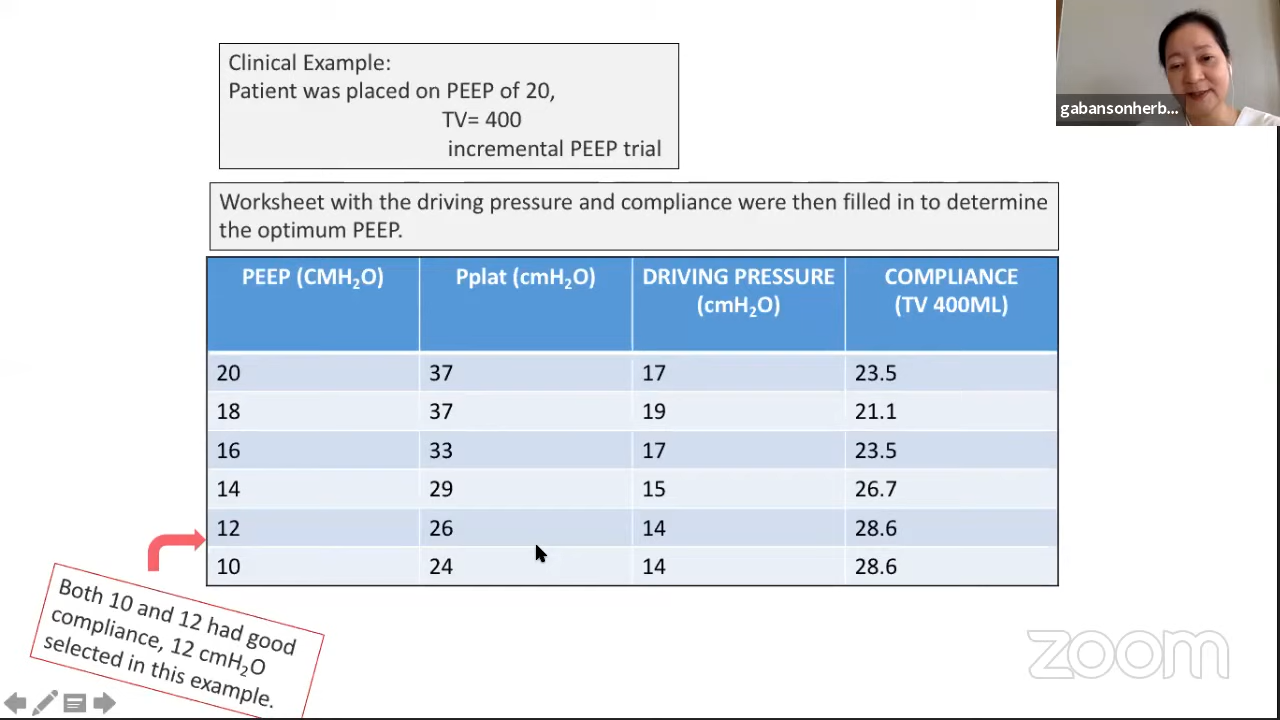 Clinical Example:
Patient was placed on PEEP of 20,
TV= 400
incremental PEEP trial
gabansonherb...
Worksheet with the driving pressure and compliance were then filled in to determine
the optimum PEEP.
PEEP (CMH₂O) Pplat (cmH₂O) DRIVING PRESSURE (cmH₂O) COMPLIANCE (TV 400ML)
20 37 17 23.5
18 37 19 21.1
16 33 17 23.5
14 29 15 26.7
12 26 14 28.6
10 24 14 28.6
Both 10 and 12 had good
compliance, 12 cmH₂O
selected in this example.
zoom